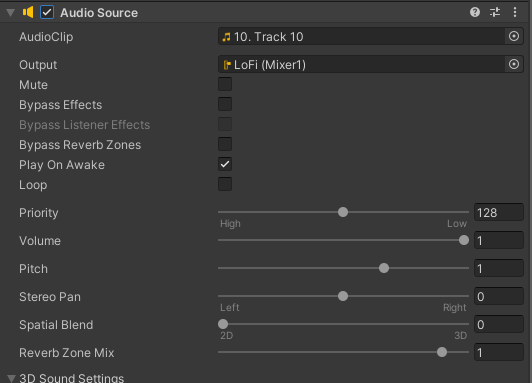 Audio Source
AudioClip 10. Track 10
Output LoFi (Mixer1)
Mute
Bypass Effects
Bypass Listener Effects
Bypass Reverb Zones
Play On Awake
Loop
Priority 128
High Low
Volume 1
Pitch 1
Stereo Pan 0
Left Right
Spatial Blend 0
2D 3D
Reverb Zone Mix 1
3D Sound Settings